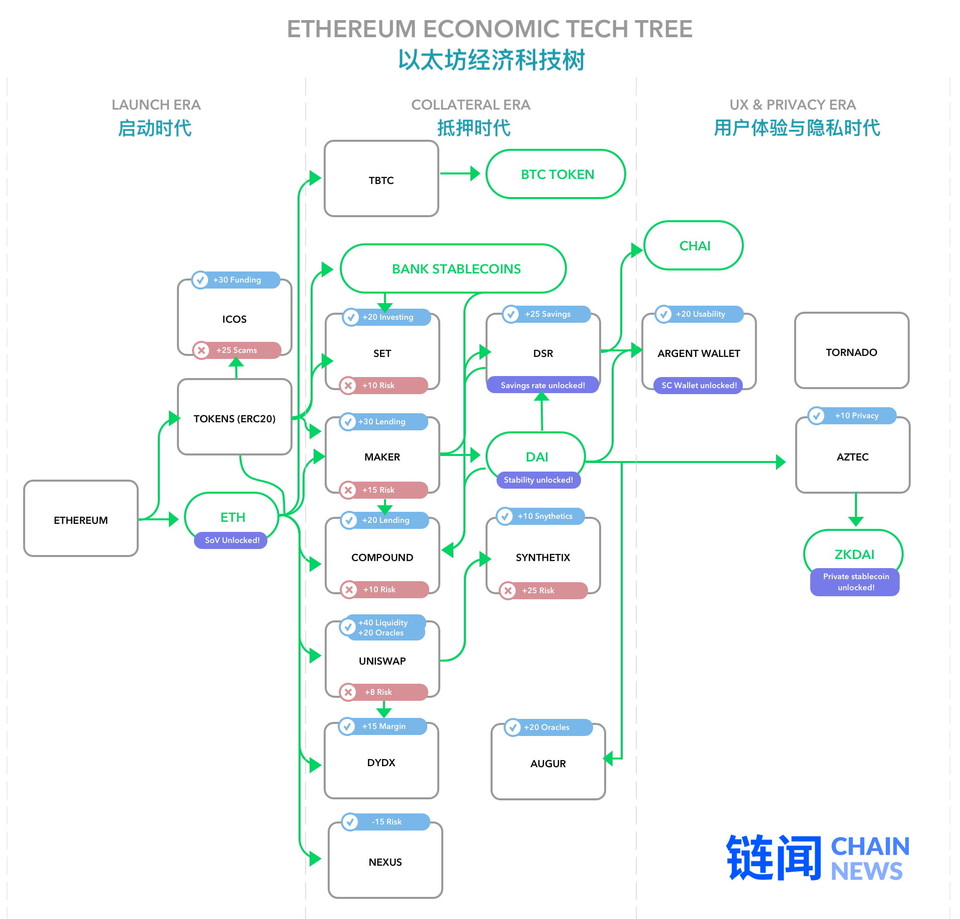 ETHEREUM ECONOMIC TECH TREE
以太坊经济科技树
LAUNCH ERA
启动时代
COLLATERAL ERA
抵押时代
UX & PRIVACY ERA
用户体验与隐私时代
TBTC
BTC TOKEN
CHAI
BANK STABLECOINS
+30 Funding
ICOS
+25 Scams
+20 Investing
SET
+10 Risk
+25 Savings
DSR
Savings rate unlocked!
+20 Usability
ARGENT WALLET
SC Wallet unlocked!
TORNADO
TOKENS (ERC20)
+30 Lending
MAKER
+15 Risk
DAI
Stability unlocked!
+10 Privacy
AZTEC
ETHEREUM
ETH
SoV Unlocked!
+20 Lending
COMPOUND
+10 Risk
+10 Snythetics
SYNTHETIX
+25 Risk
ZKDAI
Private stablecoin
unlocked!
+40 Liquidity
+20 Oracles
UNISWAP
+8 Risk
+15 Margin
DYDX
+20 Oracles
AUGUR
-15 Risk
NEXUS
链闻
CHAIN
NEWS